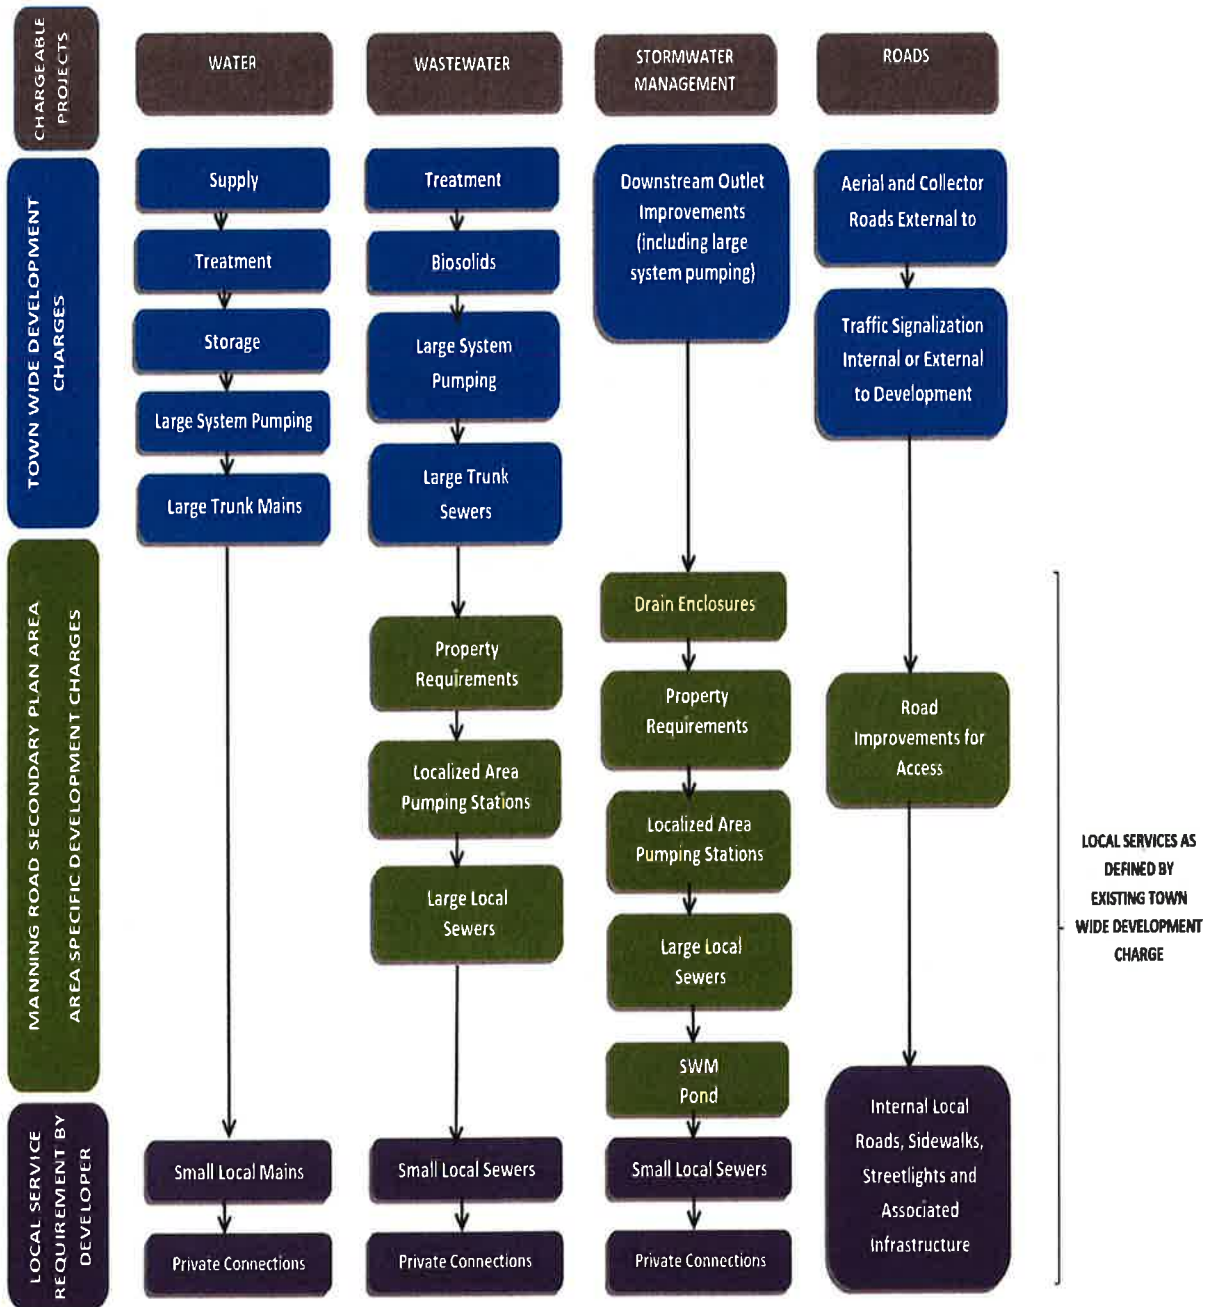 CHARGEABLE
PROJECTS
WATER
WASTEWATER
STORMWATER
MANAGEMENT
ROADS
TOWN WIDE DEVELOPMENT
CHARGES
Supply
Treatment
Storage
Large System Pumping
Large Trunk Mains
Treatment
Biosolids
Large System
Pumping
Large Trunk
Sewers
Downstream Outlet
Improvements
(including large
system pumping)
Aerial and Collector
Roads External to
Traffic Signalization
Internal or External
to Development
MANNING ROAD SECONDARY PLAN AREA
AREA SPECIFIC DEVELOPMENT CHARGES
Property
Requirements
Localized Area
Pumping Stations
Large Local
Sewers
Drain Enclosures
Property
Requirements
Localized Area
Pumping Stations
Large Local
Sewers
SWM
Pond
Road
Improvements for
Access
LOCAL SERVICES AS
DEFINED BY
EXISTING TOWN
WIDE DEVELOPMENT
CHARGE
LOCAL SERVICE
REQUIREMENT BY
DEVELOPER
Small Local Mains
Private Connections
Small Local Sewers
Private Connections
Small Local Sewers
Private Connections
Internal Local
Roads, Sidewalks,
Streetlights and
Associated
Infrastructure